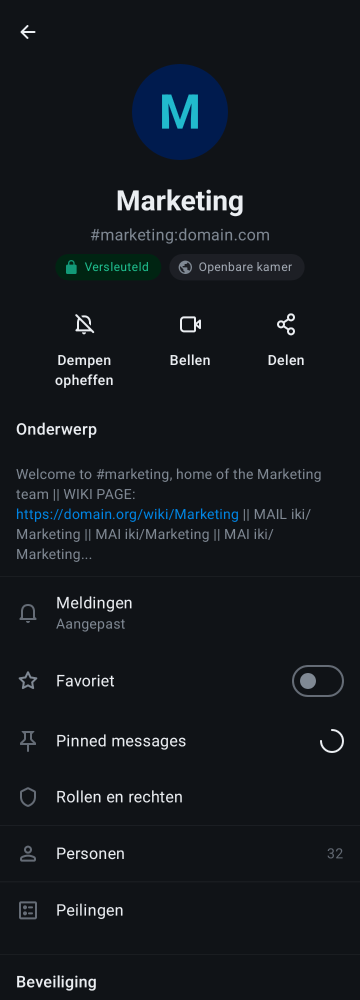 M
Marketing
#marketing:domain.com
Versleuteld
Openbare kamer
Dempen
opheffen
Bellen
Delen
Onderwerp
Welcome to #marketing, home of the Marketing
team || WIKI PAGE:
https://domain.org/wiki/Marketing || MAIL iki/
Marketing || MAI iki/Marketing || MAI iki/
Marketing...
Meldingen
Aangepast
Favoriet
Pinned messages
Rollen en rechten
Personen
32
Peilingen
Beveiliging